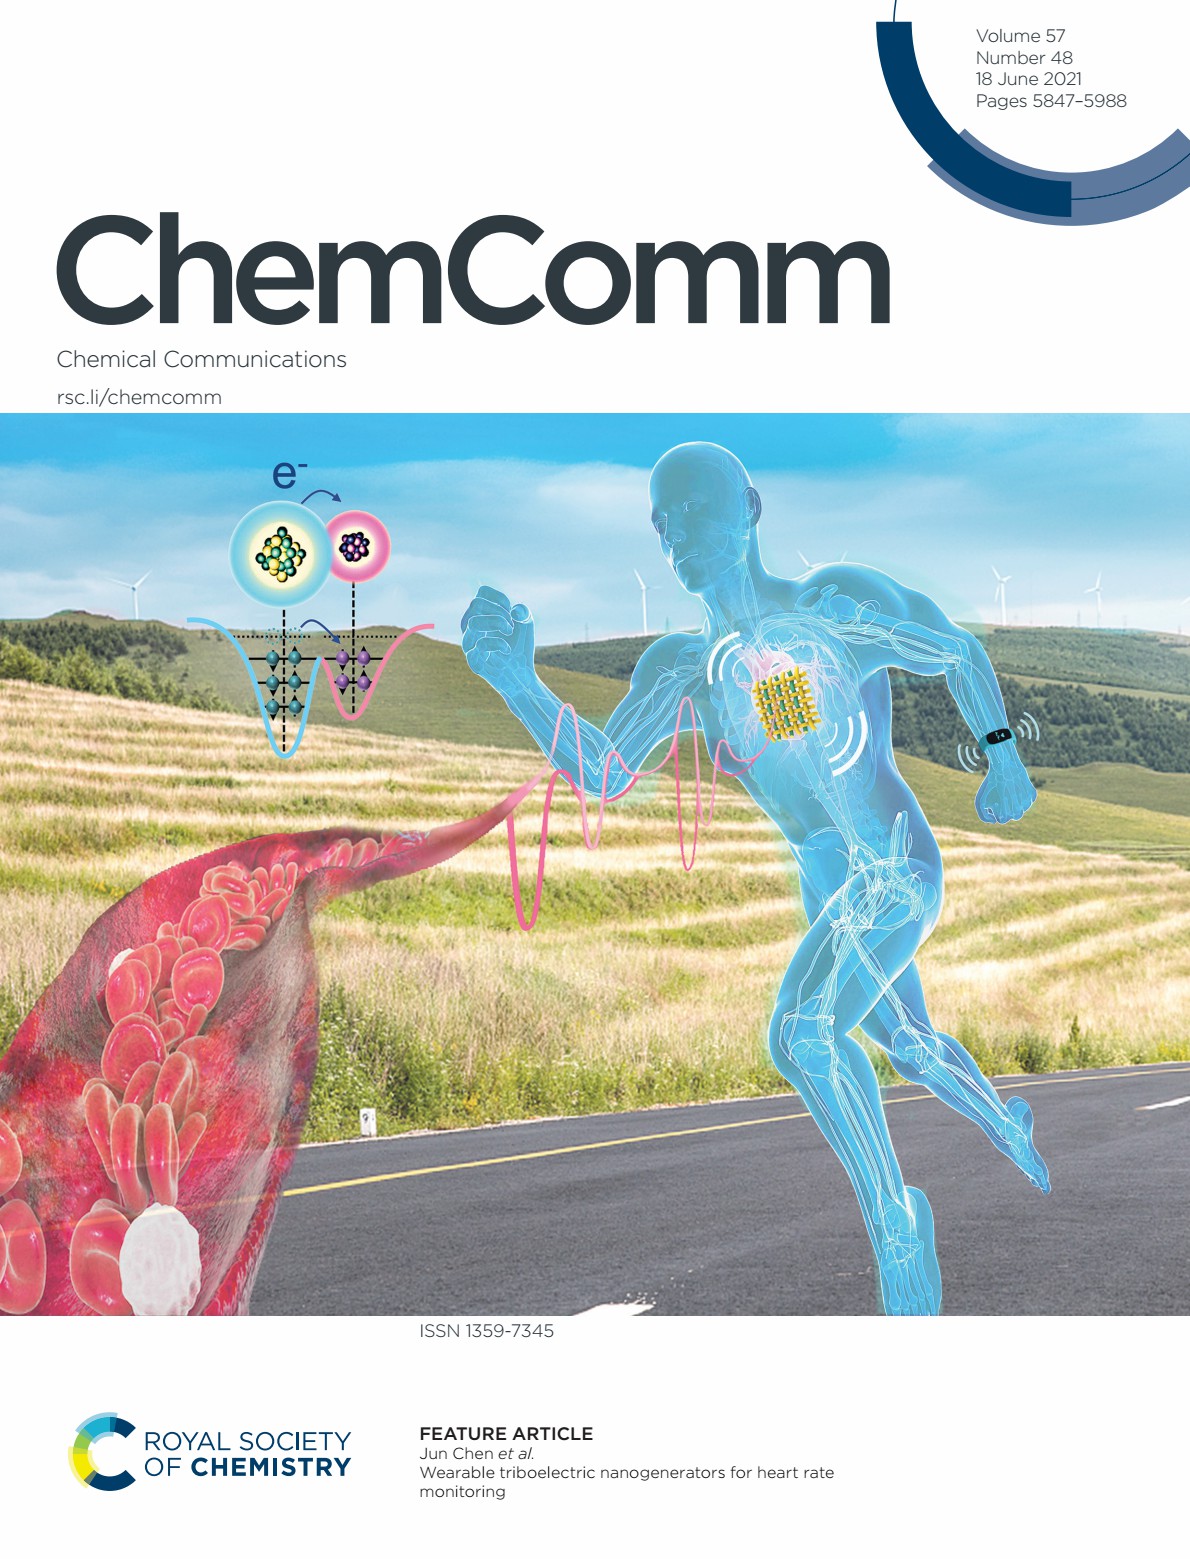 Volume 57
Number 48
18 June 2021
Pages 5847–5988
ChemComm
Chemical Communications
rsc.li/chemcomm
e-
ISSN 1359-7345
ROYAL SOCIETY
OF CHEMISTRY
FEATURE ARTICLE
Jun Chen et al.
Wearable triboelectric nanogenerators for heart rate
monitoring